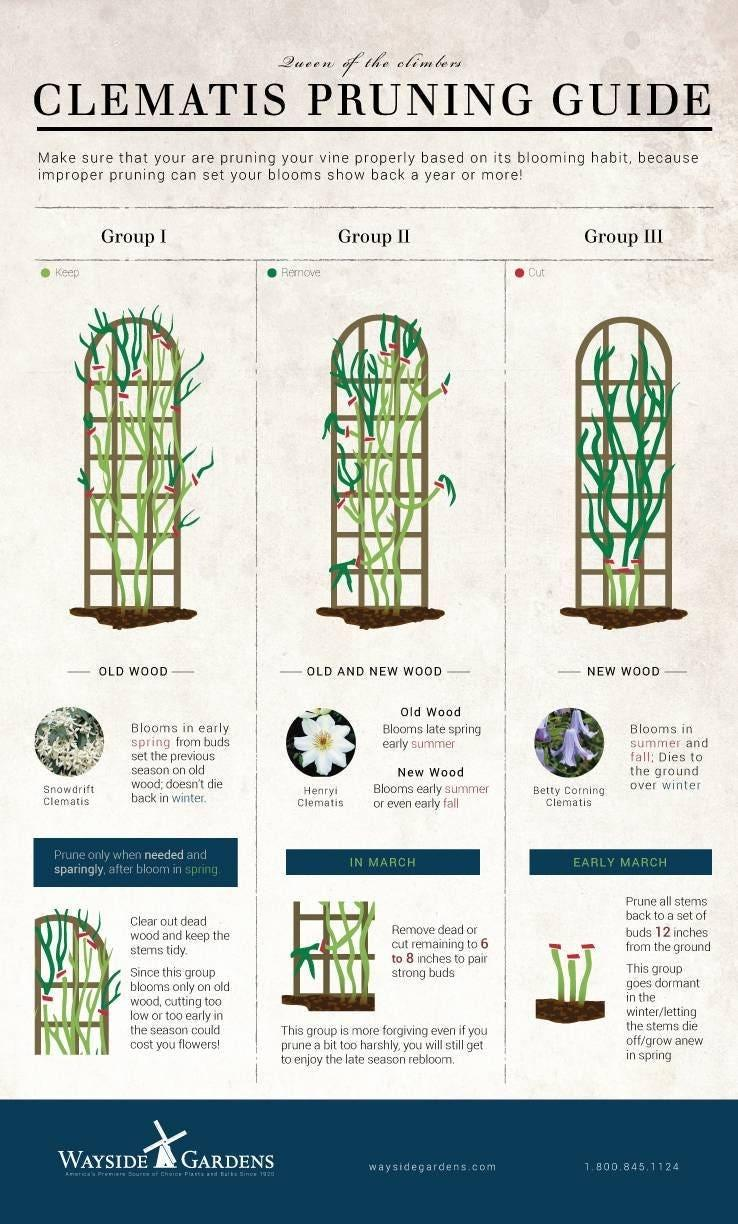 Queen of the climbers
CLEMATIS PRUNING GUIDE
Make sure that your are pruning your vine properly based on its blooming habit, because
improper pruning can set your blooms show back a year or more!
Group I
Group II
Group III
Keep
Remove
Cut
OLD WOOD
Snowdrift
Clematis
Blooms in early
spring from buds
set the previous
season on old
wood; doesn't die
back in winter.
Prune only when needed and
sparingly, after bloom in spring.
Clear out dead
wood and keep the
stems tidy.
Since this group
blooms only on old
wood, cutting too
low or too early in
the season could
cost you flowers!
OLD AND NEW WOOD
Henryi
Clematis
Old Wood
Blooms late spring
early summer
New Wood
Blooms early summer
or even early fall
IN MARCH
Remove dead or
cut remaining to 6
to 8 inches to pair
strong buds
This group is more forgiving even if you
prune a bit too harshly, you will still get
to enjoy the late season rebloom.
NEW WOOD
Betty Corning
Clematis
Blooms in
summer and
fall; Dies to
the ground
over winter
EARLY MARCH
Prune all stems
back to a set of
buds 12 inches
from the ground
This group
goes dormant
in the
winter/letting
the stems die
off/grow anew
in spring
WAYSIDE GARDENS
America's Premiere Source of Choice Plants and Bulbs Since 1920
waysidegardens.com
1.800.845.1124